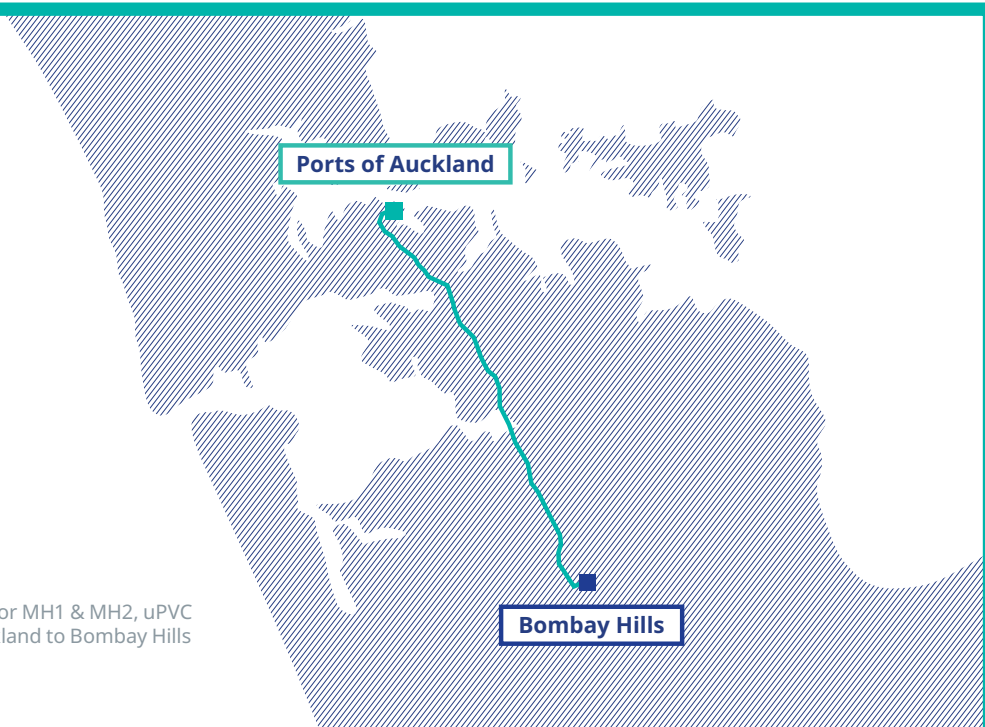 Ports of Auckland
or MH1 & MH2, uPVC
land to Bombay Hills
Bombay Hills